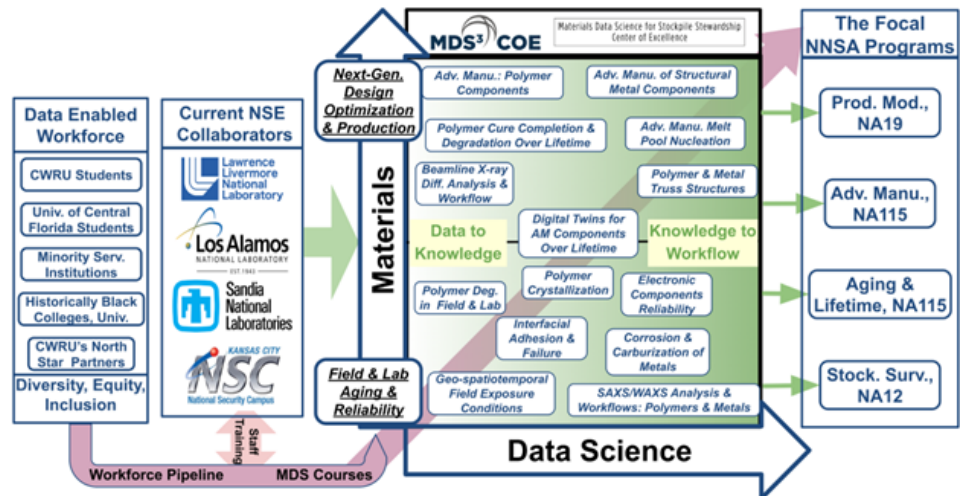 Data Enabled
Workforce
CWRU Students
Univ. of Central
Florida Students
Minority Serv.
Institutions
Historically Black
Colleges, Univ.
CWRU's North
Star Partners
Diversity, Equity,
Inclusion
Current NSE
Collaborators
Lawrence
Livermore
National
Laboratory
Los Alamos
NATIONAL LABORATORY
EST. 1943
Sandia
National
Laboratories
KANSAS CITY
NSC
National Security Campus
Staff
Training
Workforce Pipeline
MDS Courses
Next-Gen.
Design
Optimization
& Production
Materials
Field & Lab
Aging &
Reliability
MDS³ COE
Materials Data Science for Stockpile Stewardship
Center of Excellence
Adv. Manu.: Polymer
Components
Adv. Manu. of Structural
Metal Components
Polymer Cure Completion &
Degradation Over Lifetime
Adv. Manu. Melt
Pool Nucleation
Beamline X-ray
Diff. Analysis &
Workflow
Polymer & Metal
Truss Structures
Data to
Knowledge
Digital Twins for
AM Components
Over Lifetime
Knowledge to
Workflow
Polymer Deg.
in Field & Lab
Polymer
Crystallization
Electronic
Components
Reliability
Interfacial
Adhesion &
Failure
Corrosion &
Carburization of
Metals
Geo-spatiotemporal
Field Exposure
Conditions
SAXS/WAXS Analysis &
Workflows: Polymers & Metals
Data Science
The Focal
NNSA Programs
Prod. Mod.,
NA19
Adv. Manu.,
NA115
Aging &
Lifetime, NA115
Stock. Surv.,
NA12